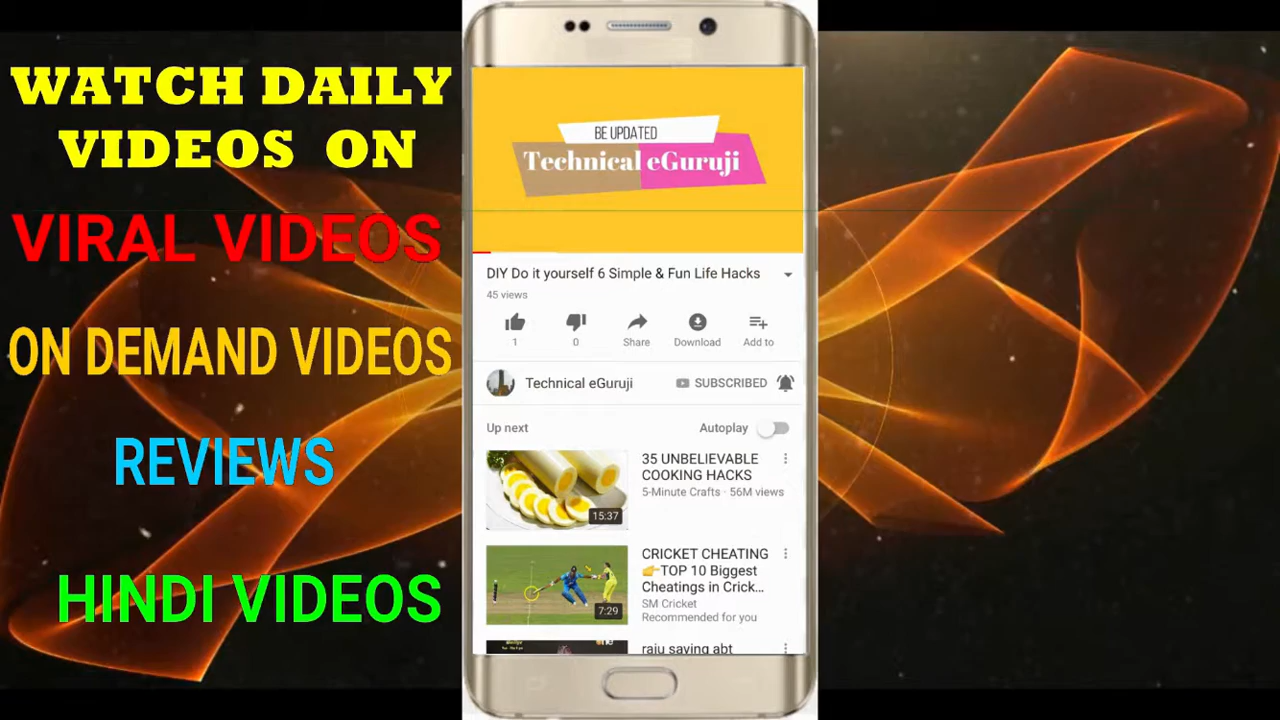 WATCH DAILY
VIDEOS ON
VIRAL VIDEOS
ON DEMAND VIDEOS
REVIEWS
HINDI VIDEOS
BE UPDATED
Technical eGuruji
DIY Do it yourself 6 Simple & Fun Life Hacks
45 views
1
0
Share
Download
Add to
Technical eGuruji
SUBSCRIBED
Up next
Autoplay
35 UNBELIEVABLE
COOKING HACKS
5-Minute Crafts · 56M views
15:37
CRICKET CHEATING
👉TOP 10 Biggest
Cheatings in Crick...
SM Cricket
Recommended for you
7:29
raju saying abt